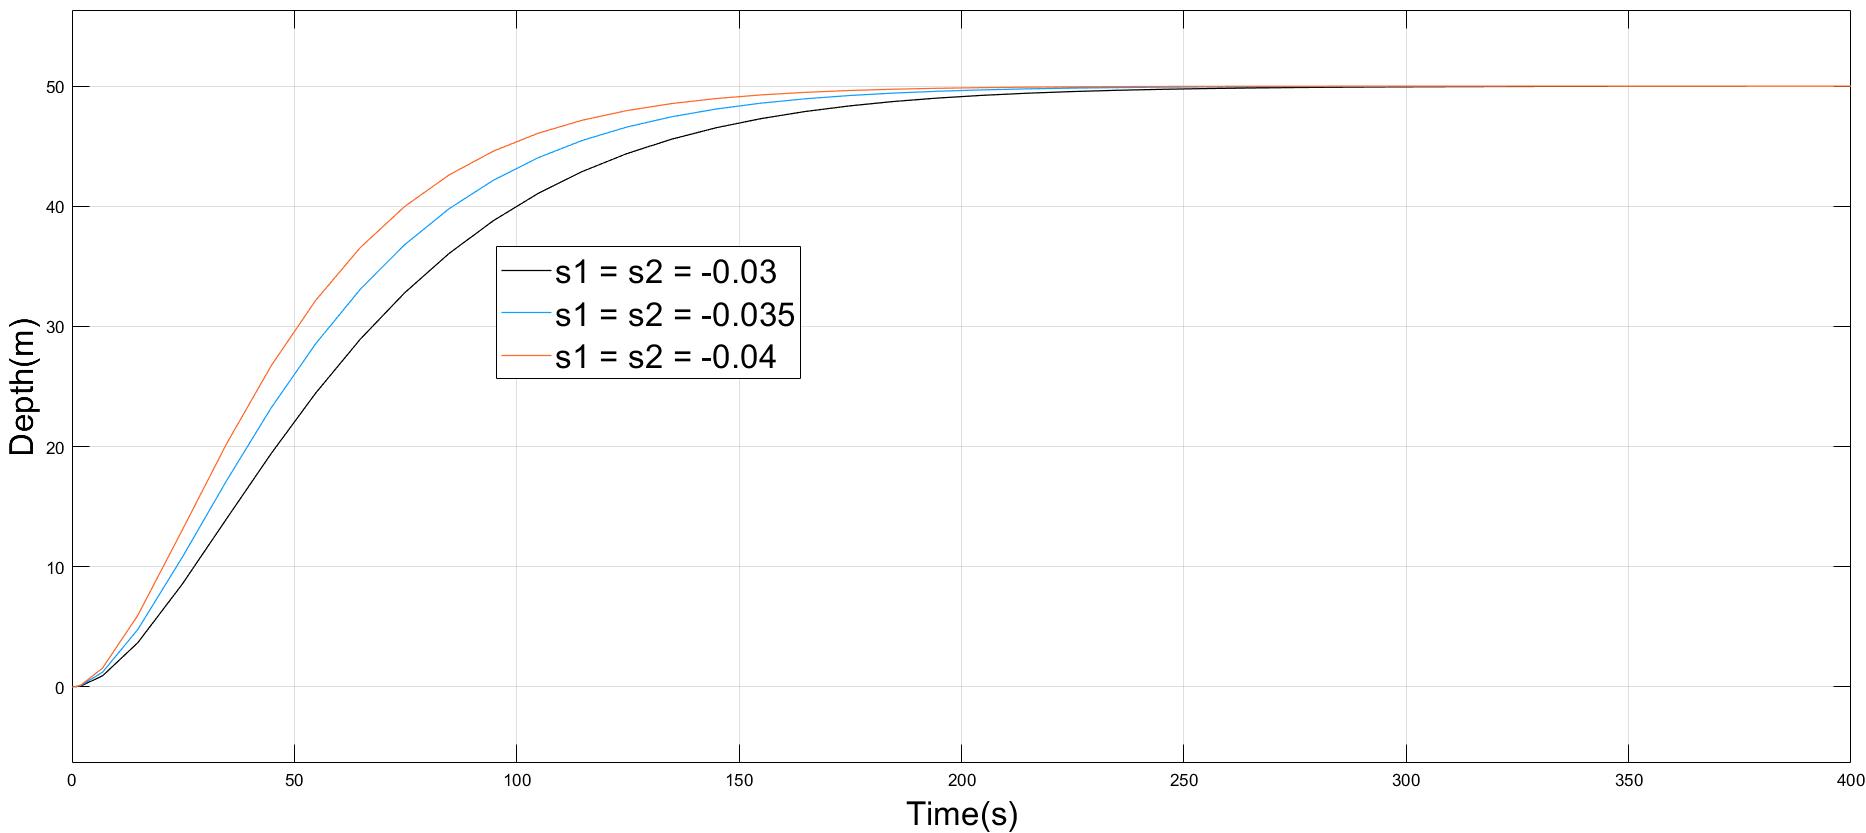 50
40
30
20
10
0
Depth(m)
s1 = s2 = -0.03
s1 = s2 = -0.035
s1 = s2 = -0.04
0 50 100 150 200 250 300 350 400
Time(s)